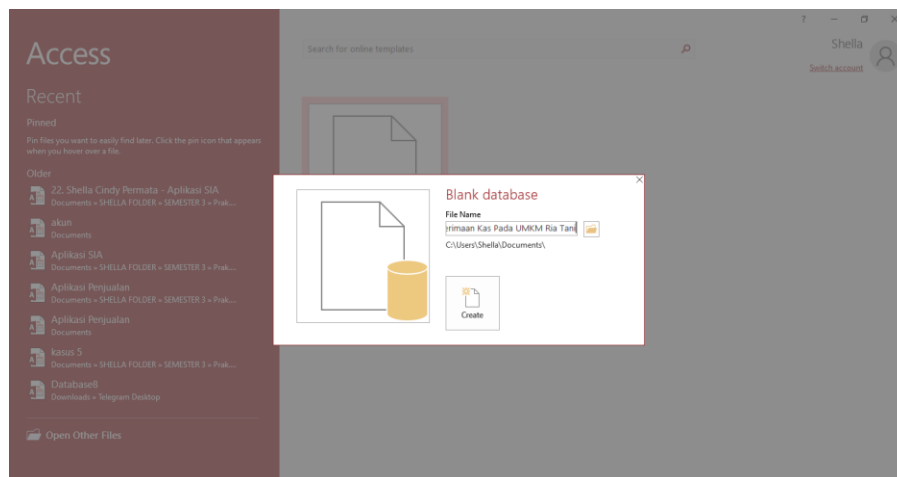 ? 
Search for online templates
Shella
Switch account
Access
Recent
Pinned
Pin files you want to easily find later. Click the pin icon that appears
when you hover over a file.
Older
22, Shella Cindy Permata - Aplikasi SIA
Documents » SHELLA FOLDER » SEMESTER 3 » Prak...
akun
Documents
Aplikasi SIA
Documents » SHELLA FOLDER » SEMESTER 3 » Prak...
Aplikasi Penjualan
Documents » SHELLA FOLDER » SEMESTER 3 » Prak...
Aplikasi Penjualan
Documents
kasus 5
Documents » SHELLA FOLDER » SEMESTER 3 » Prak...
Database8
Downloads » Telegram Desktop
Open Other Files
Blank database
File Name
erimaan Kas Pada UMKM Ria Tani
C:\Users\Shella\Documents\
Create